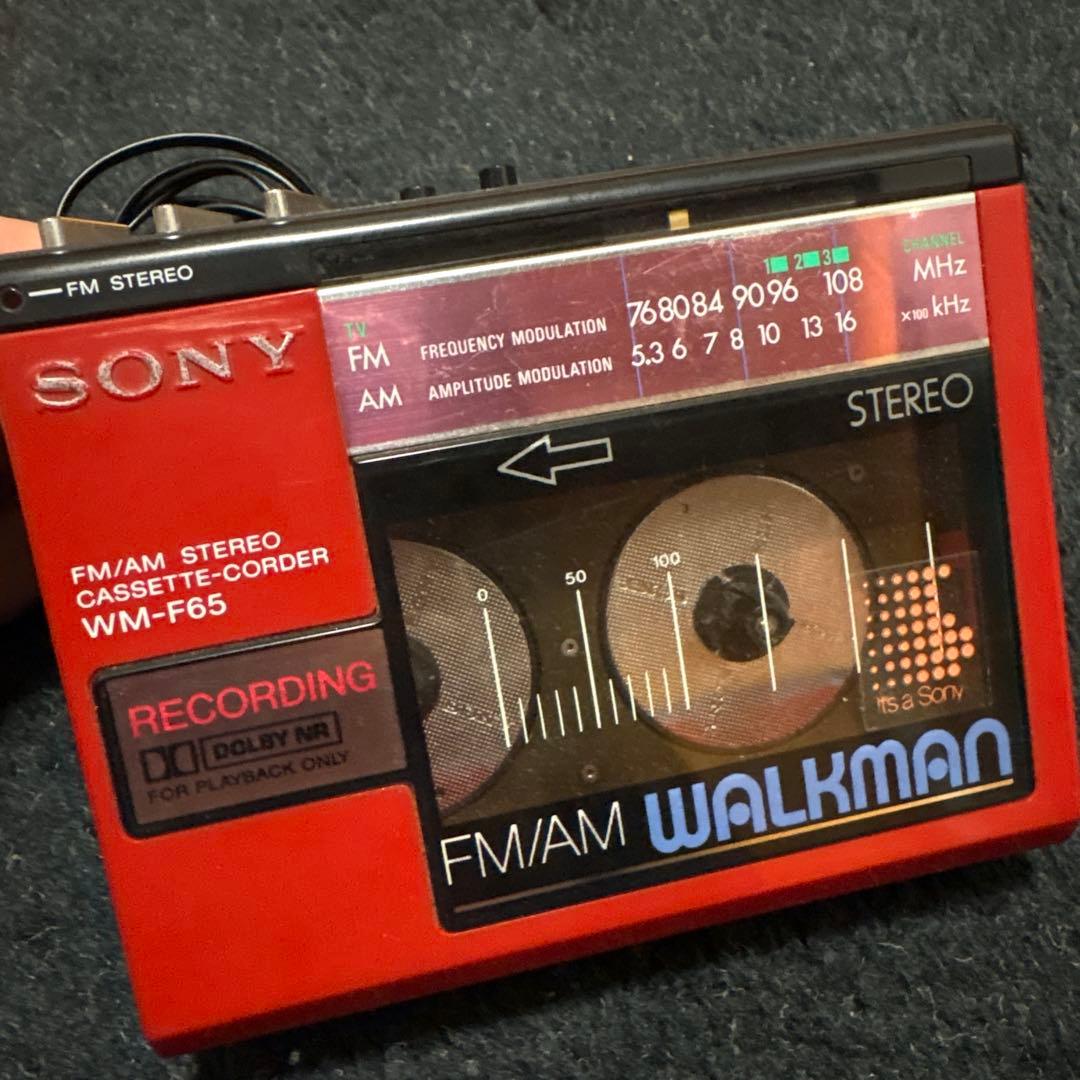 FM STEREO
SONY
TV
FM FREQUENCY MODULATION
AM AMPLITUDE MODULATION
1 2 3 CHANNEL
76 80 84 90 96 108 MHz
5.3 6 7 8 10 13 16 ×100 kHz
STEREO
FM/AM STEREO
CASSETTE-CORDER
WM-F65
0 50 100
RECORDING
DOLBY NR
FOR PLAYBACK ONLY
It's a Sony
FM/AM WALKMAN